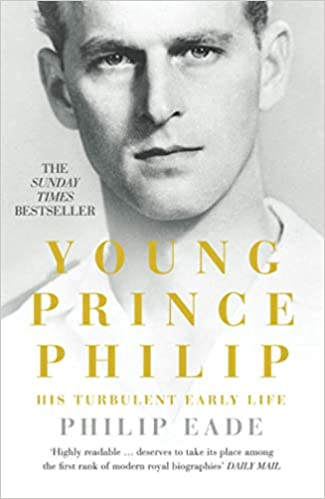 THE
SUNDAY
TIMES
BESTSELLER
YOUNG
PRINCE
PHILIP
HIS TURBULENT EARLY LIFE
PHILIP EADE
‘Highly readable ... deserves to take its place among
the first rank of modern royal biographies’ DAILY MAIL